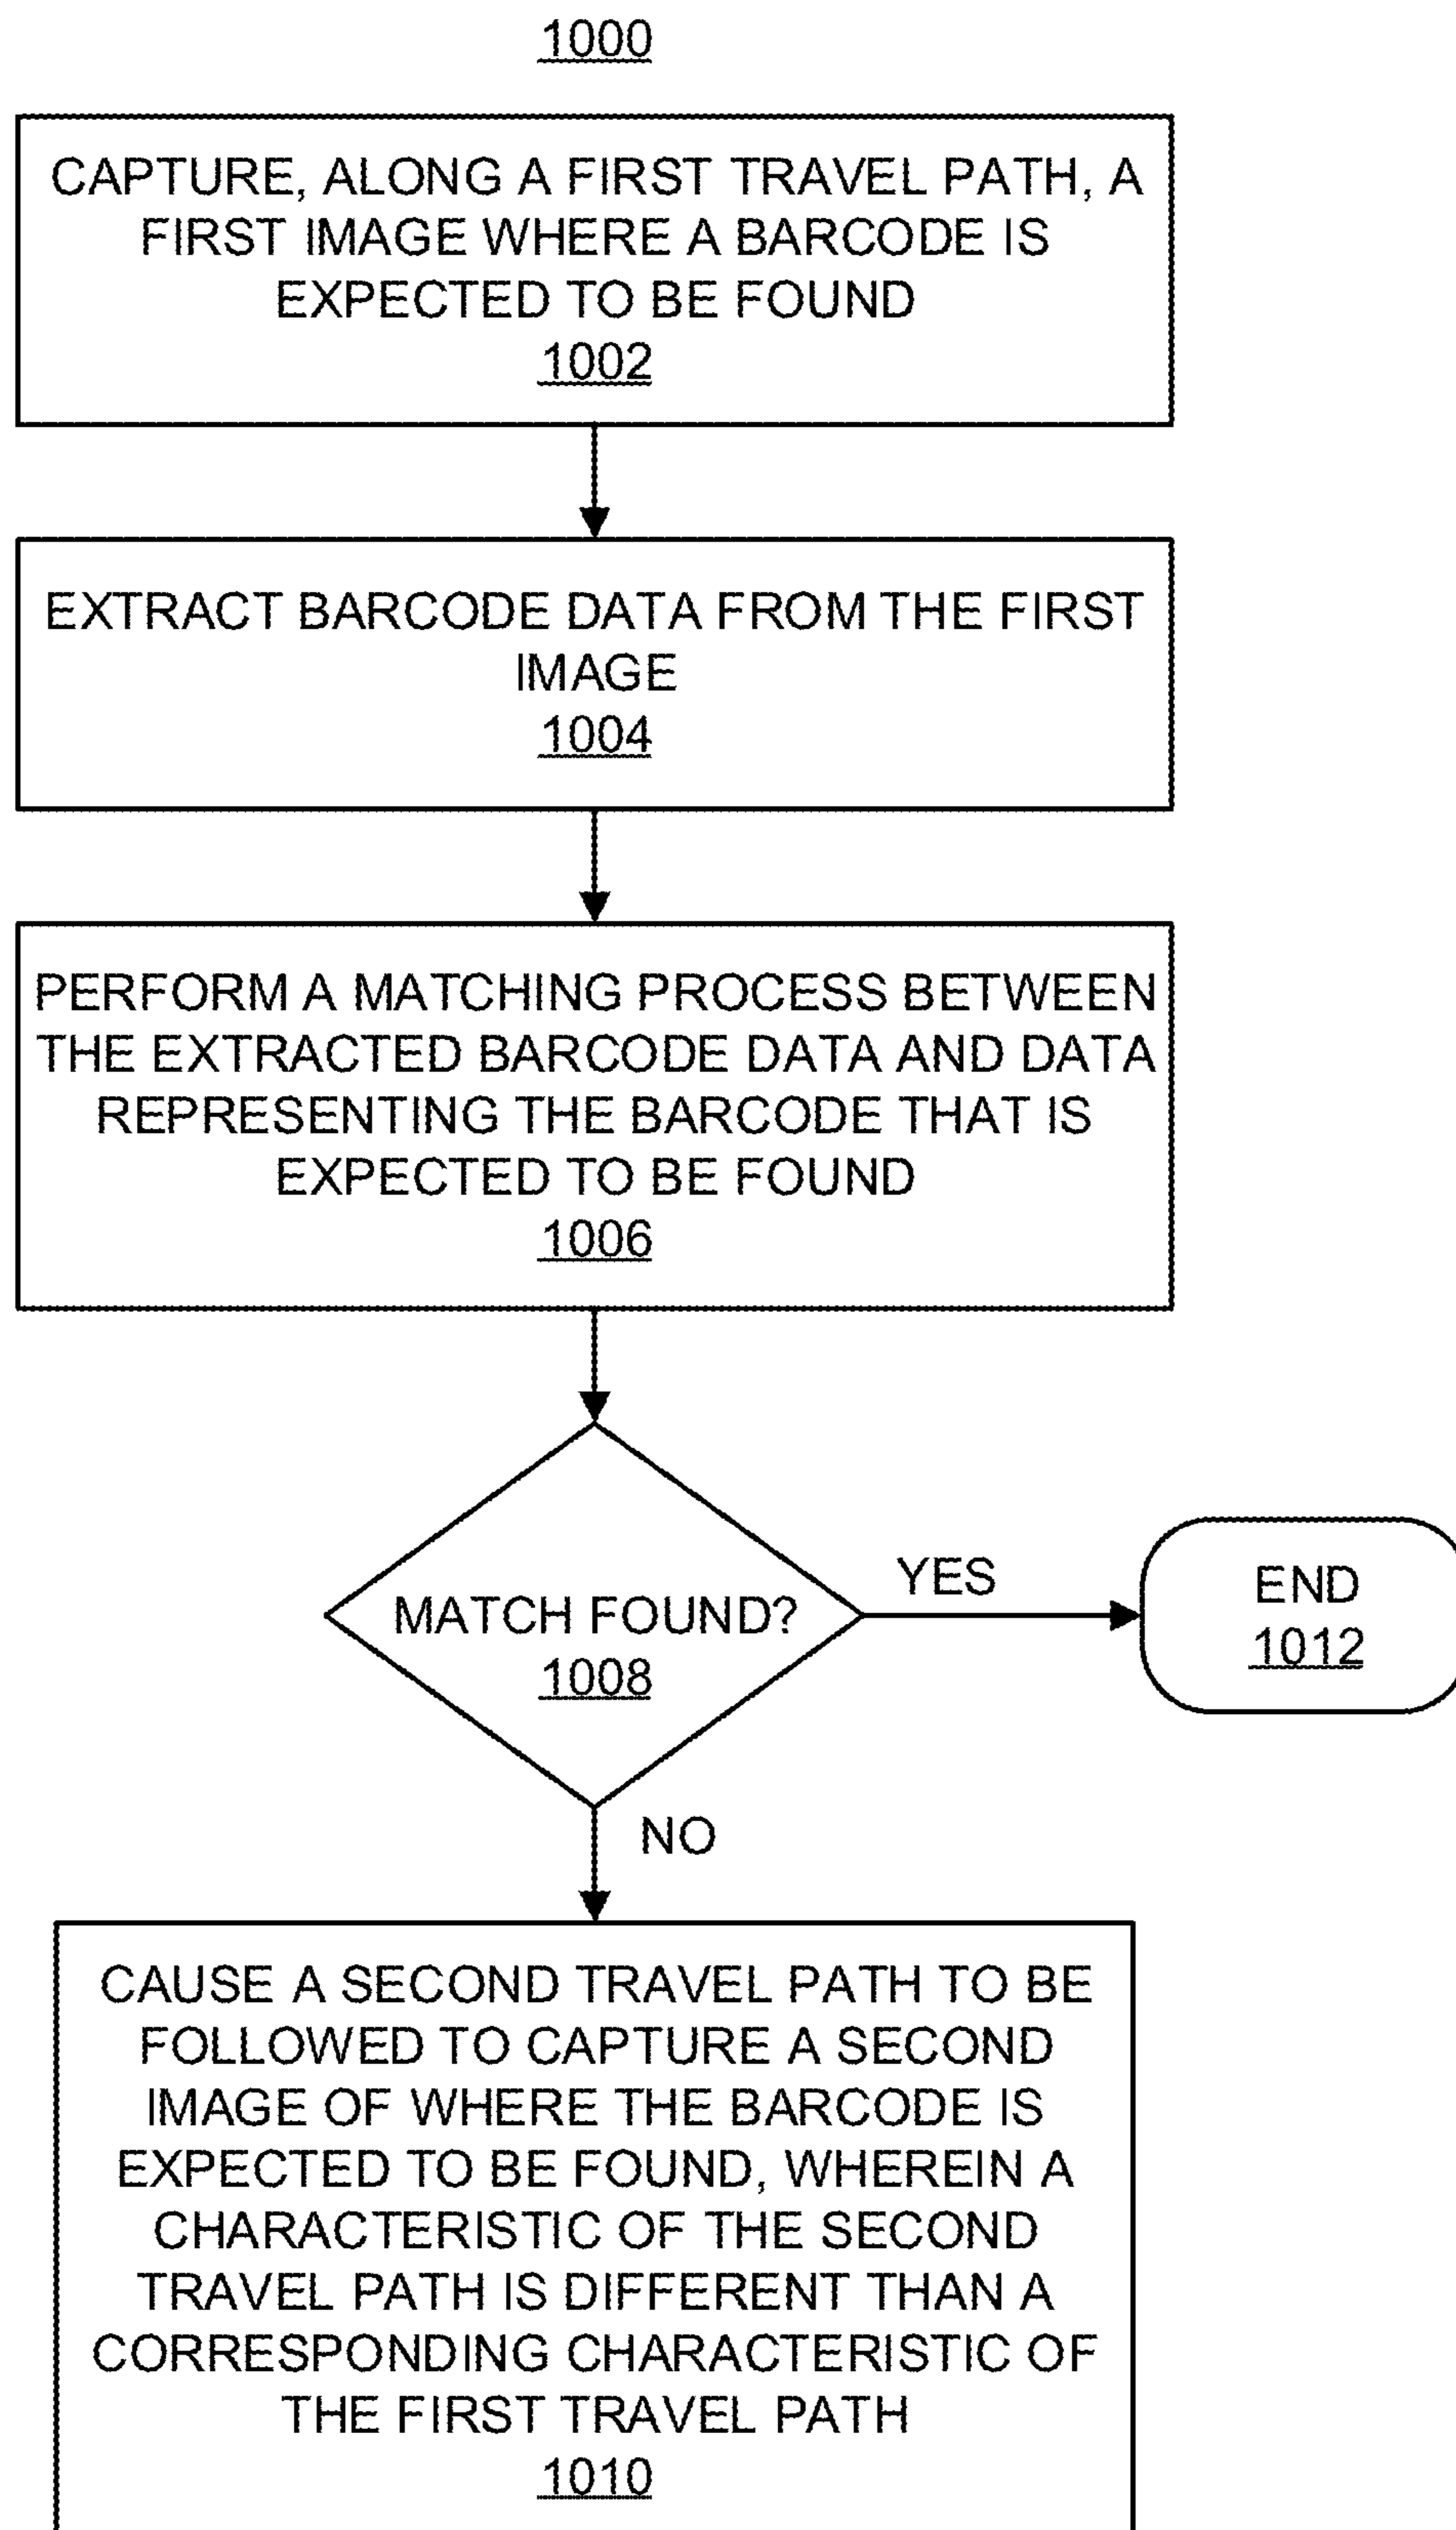 1000
CAPTURE, ALONG A FIRST TRAVEL PATH, A
FIRST IMAGE WHERE A BARCODE IS
EXPECTED TO BE FOUND
1002
EXTRACT BARCODE DATA FROM THE FIRST
IMAGE
1004
PERFORM A MATCHING PROCESS BETWEEN
THE EXTRACTED BARCODE DATA AND DATA
REPRESENTING THE BARCODE THAT IS
EXPECTED TO BE FOUND
1006
MATCH FOUND?
1008
YES
END
1012
NO
CAUSE A SECOND TRAVEL PATH TO BE
FOLLOWED TO CAPTURE A SECOND
IMAGE OF WHERE THE BARCODE IS
EXPECTED TO BE FOUND, WHEREIN A
CHARACTERISTIC OF THE SECOND
TRAVEL PATH IS DIFFERENT THAN A
CORRESPONDING CHARACTERISTIC OF
THE FIRST TRAVEL PATH
1010